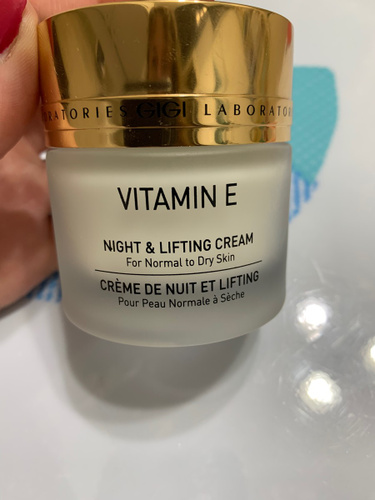 RATORIES GIGI LABORATO
VITAMIN E
NIGHT & LIFTING CREAM
For Normal to Dry Skin
CRÈME DE NUIT ET LIFTING
Pour Peau Normale à Sèche